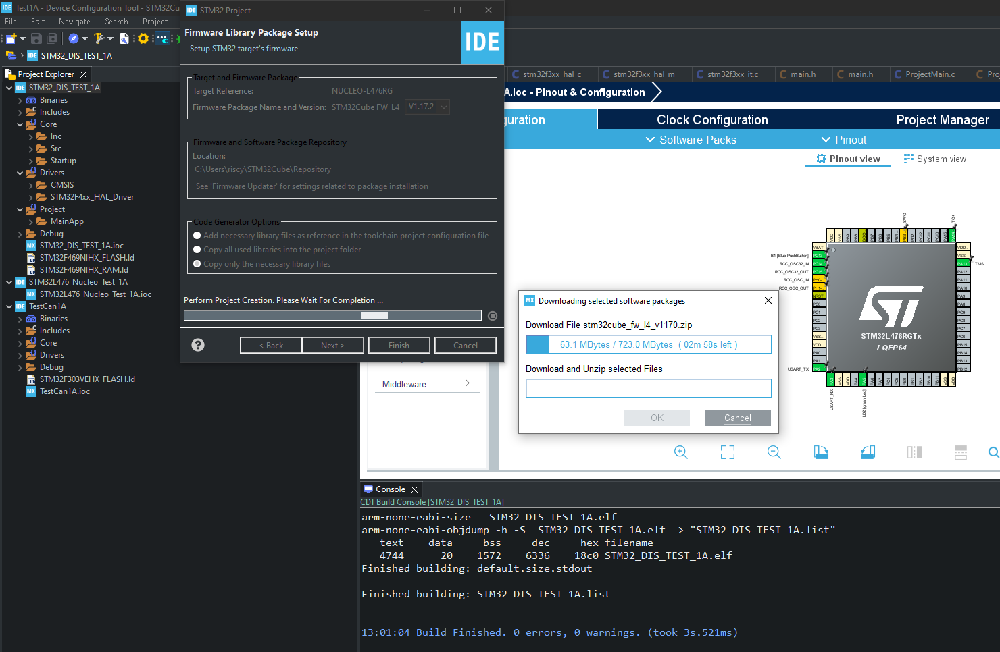 IDE Test1A - Device Configuration Tool - STM32Cu
File Edit Navigate Search Project
STM32_DIS_TEST_1A
Project Explorer
STM32_DIS_TEST_1A
Binaries
Includes
Core
Inc
Src
Startup
Drivers
CMSIS
STM32F4xx_HAL_Driver
Project
MainApp
Debug
STM32_DIS_TEST_1A.ioc
STM32F469NIHX_FLASH.ld
STM32F469NIHX_RAM.ld
STM32L476_Nucleo_Test_1A
STM32L476_Nucleo_Test_1A.ioc
TestCan1A
Binaries
Includes
Core
Drivers
Debug
STM32F303VEHX_FLASH.ld
TestCan1A.ioc
IDE STM32 Project
Firmware Library Package Setup
Setup STM32 target's firmware
IDE
Target and Firmware Package
Target Reference: NUCLEO-L476RG
Firmware Package Name and Version: STM32Cube FW_L4 V1.17.2
Firmware and Software Package Repository
Location:
C:\Users\riscy\STM32Cube\Repository
See 'Firmware Updater' for settings related to package installation
Code Generator Options
Add necessary library files as reference in the toolchain project configuration file
Copy all used libraries into the project folder
Copy only the necessary library files
Perform Project Creation. Please Wait For Completion ...
< Back Next > Finish Cancel
stm32f3xx_hal_c stm32f3xx_hal_m stm32f3xx_it.c main.h main.h ProjectMain.c Pro
A.ioc - Pinout & Configuration
guration Clock Configuration Project Manager
Software Packs Pinout
Pinout view System view
SWO TCK
B1 [Blue PushButton]
RCC_OSC32_IN
RCC_OSC32_OUT
RCC_OSC_IN
RCC_OSC_OUT
TMS
USART_TX
USART_RX
LD2 [green Led]
STM32L476RGTx
LQFP64
Middleware
MX Downloading selected software packages
Download File stm32cube_fw_l4_v1170.zip
63.1 MBytes / 723.0 MBytes ( 02m 58s left )
Download and Unzip selected Files
OK Cancel
Console
CDT Build Console [STM32_DIS_TEST_1A]
arm-none-eabi-size STM32_DIS_TEST_1A.elf
arm-none-eabi-objdump -h -S STM32_DIS_TEST_1A.elf > "STM32_DIS_TEST_1A.list"
text data bss dec hex filename
4744 20 1572 6336 18c0 STM32_DIS_TEST_1A.elf
Finished building: default.size.stdout
Finished building: STM32_DIS_TEST_1A.list
13:01:04 Build Finished. 0 errors, 0 warnings. (took 3s.521ms)